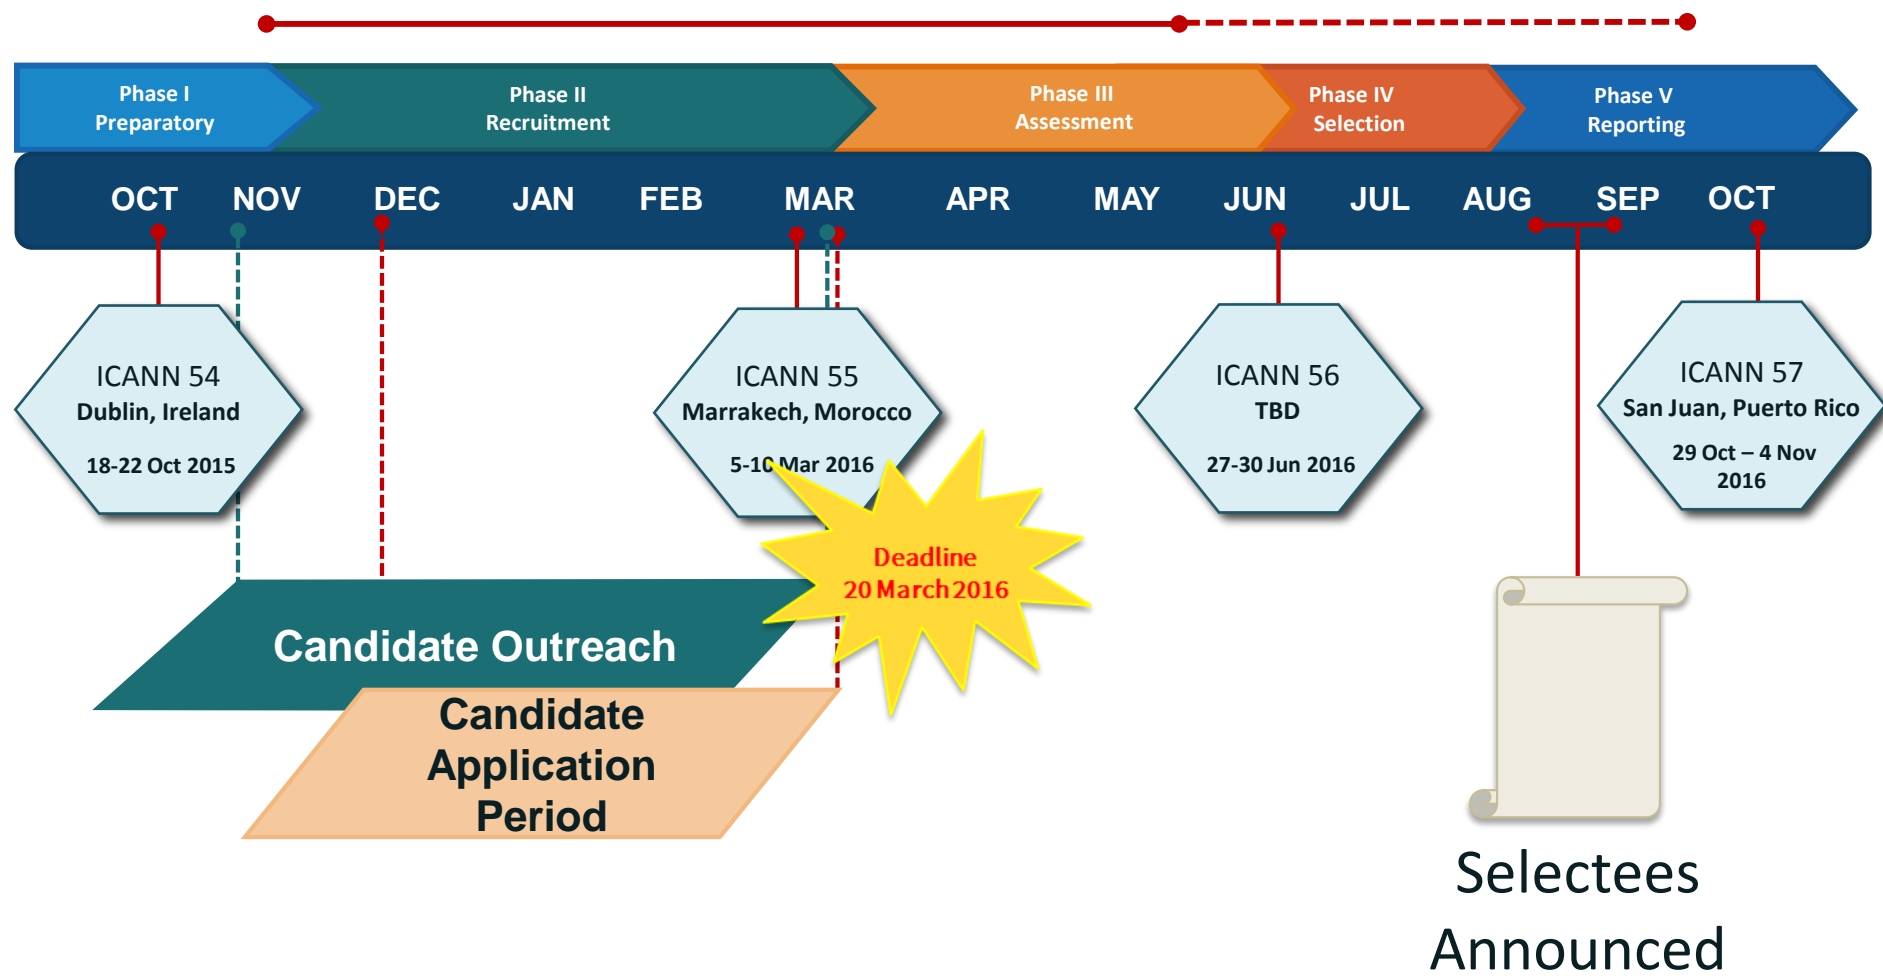 Phase I
Preparatory
Phase II
Recruitment
Phase III
Assessment
Phase IV
Selection
Phase V
Reporting
OCT NOV DEC JAN FEB MAR APR MAY JUN JUL AUG SEP OCT
ICANN 54
Dublin, Ireland
18-22 Oct 2015
ICANN 55
Marrakech, Morocco
5-10 Mar 2016
ICANN 56
TBD
27-30 Jun 2016
ICANN 57
San Juan, Puerto Rico
29 Oct – 4 Nov
2016
Deadline
20 March 2016
Candidate Outreach
Candidate
Application
Period
Selectees
Announced